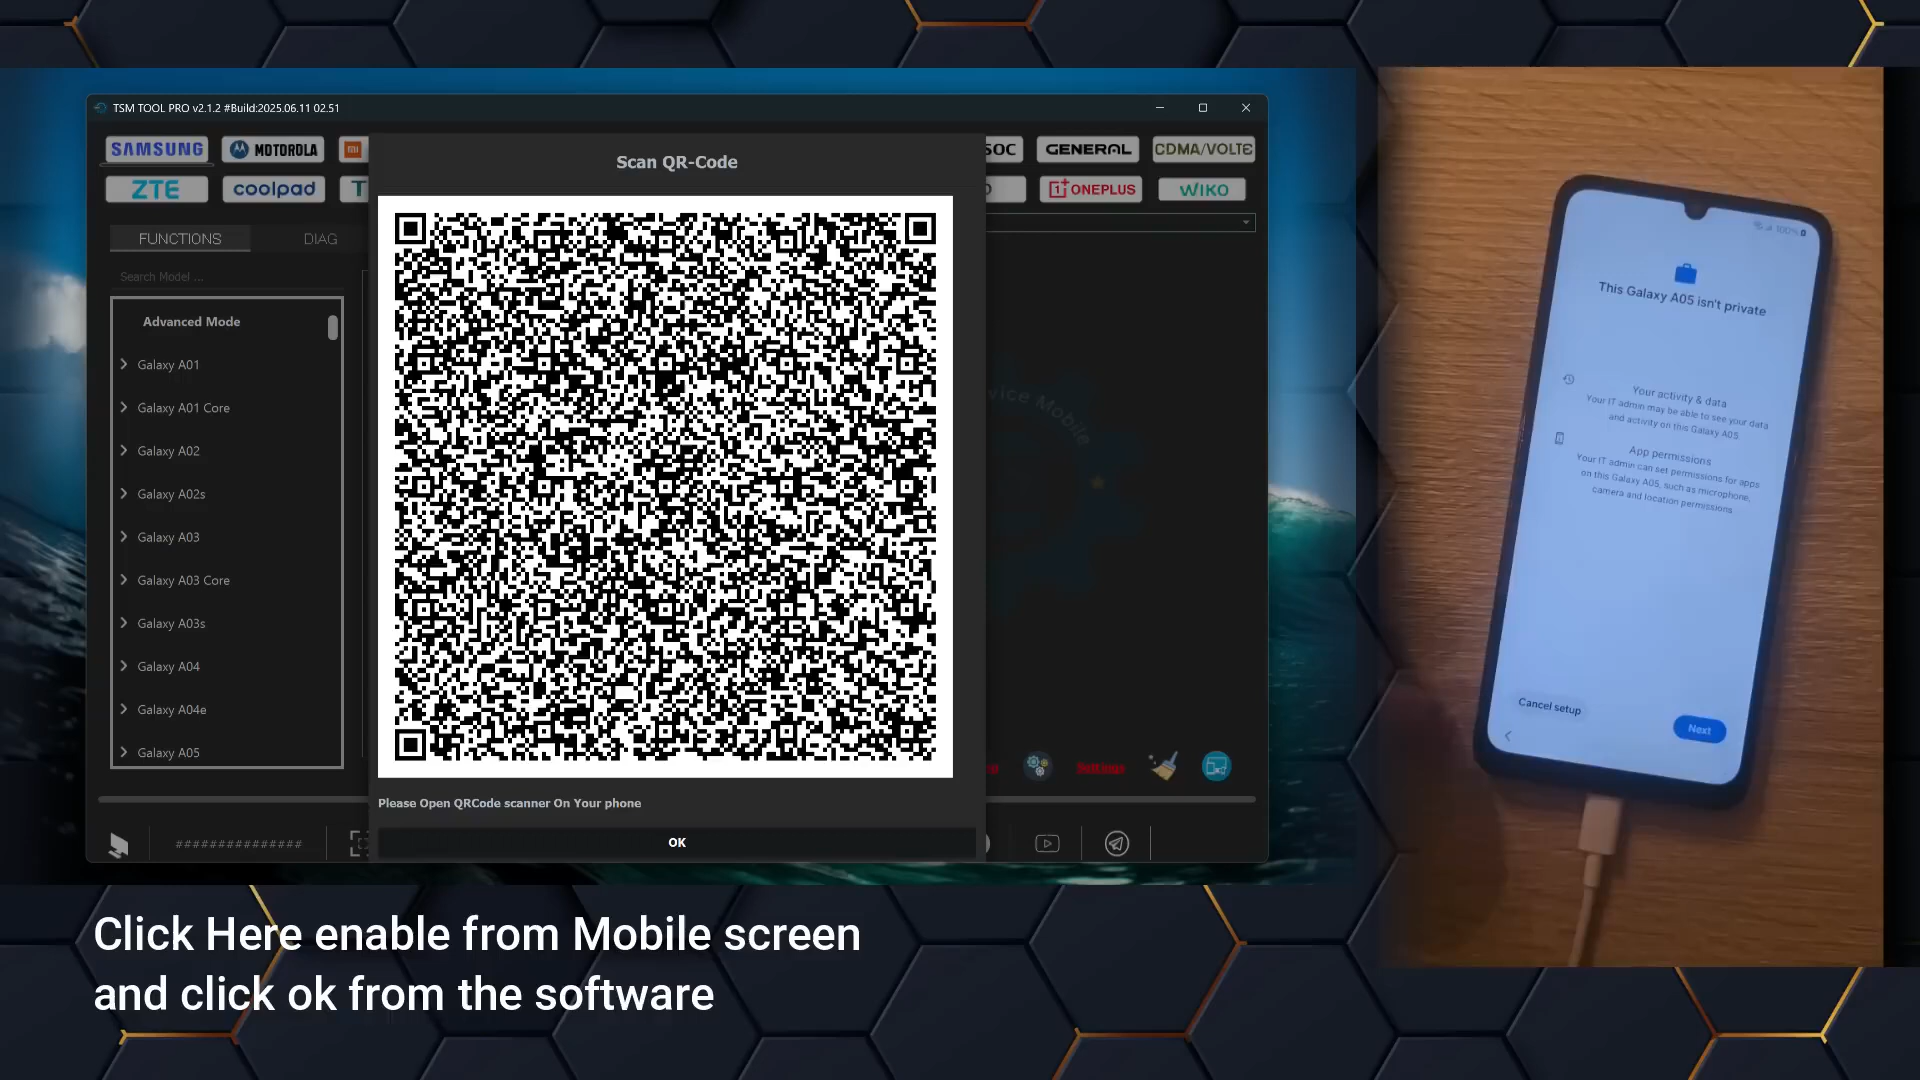 TSM TOOL PRO v2.1.2 #Build:2025.06.11 02.51
SAMSUNG
MOTOROLA
mi
SOC
GENERAL
CDMA/VOLTE
ZTE
coolpad
T
ONEPLUS
WIKO
Scan QR-Code
FUNCTIONS
DIAG
Search Model ...
Advanced Mode
Galaxy A01
Galaxy A01 Core
Galaxy A02
Galaxy A02s
Galaxy A03
Galaxy A03 Core
Galaxy A03s
Galaxy A04
Galaxy A04e
Galaxy A05
vice Mobile
Settings
Please Open QRCode scanner On Your phone
OK
###############
100%
This Galaxy A05 isn't private
Your activity & data
Your IT admin may be able to see your data
and activity on this Galaxy A05
App permissions
Your IT admin can set permissions for apps
on this Galaxy A05, such as microphone,
camera and location permissions
Cancel setup
Next
Click Here enable from Mobile screen
and click ok from the software